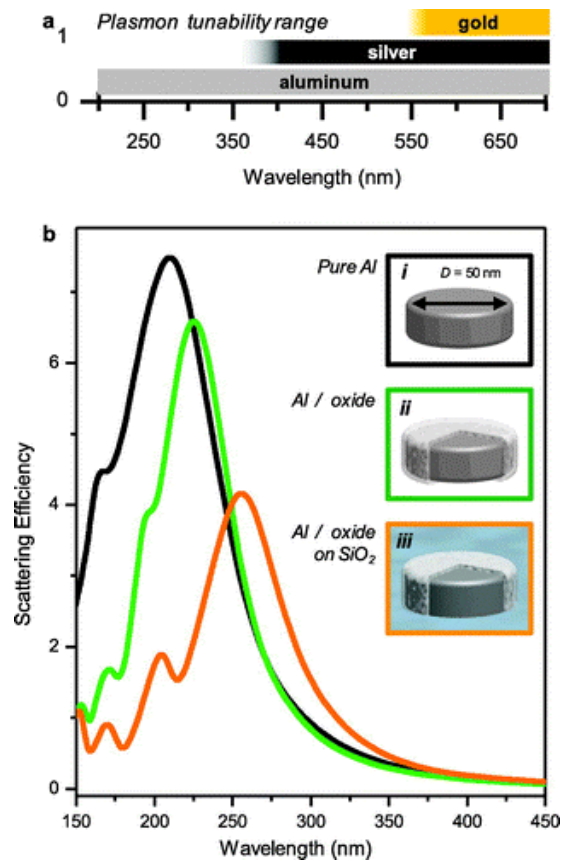 a
Plasmon tunability range
gold
silver
aluminum
1
0
250
350
450
550
650
Wavelength (nm)
b
Pure Al
i
D = 50 nm
Al / oxide
ii
Al / oxide
on SiO₂
iii
Scattering Efficiency
6
4
2
0
150
200
250
300
350
400
450
Wavelength (nm)